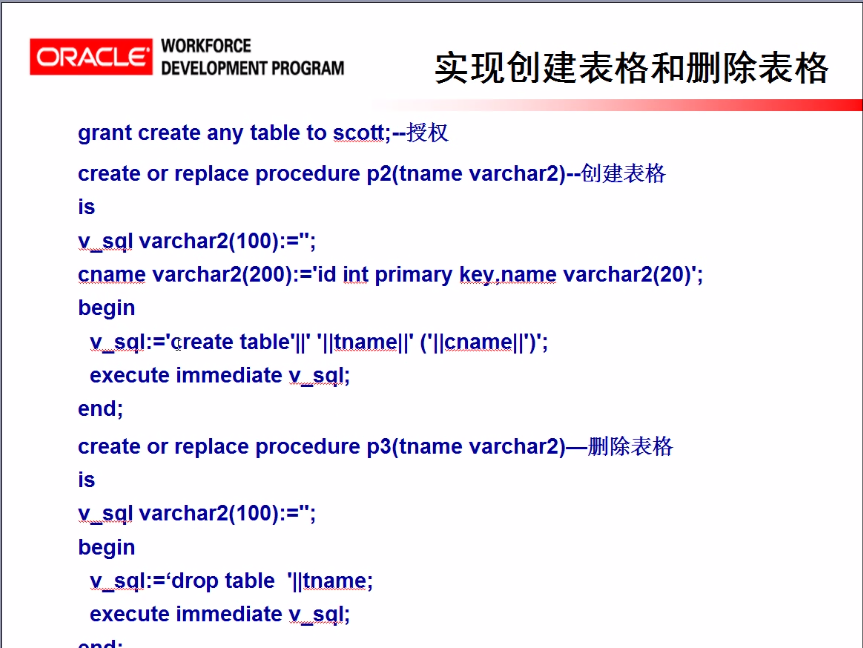 ORACLE
WORKFORCE
DEVELOPMENT PROGRAM
实现创建表格和删除表格
grant create any table to scott;--授权
create or replace procedure p2(tname varchar2)--创建表格
is
v_sql varchar2(100):='';
cname varchar2(200):='id int primary key,name varchar2(20)';
begin
v_sql:='create table'||' '||tname||' ('||cname||')';
execute immediate v_sql;
end;
create or replace procedure p3(tname varchar2)—删除表格
is
v_sql varchar2(100):='';
begin
v_sql:=‘drop table  '||tname;
execute immediate v_sql;
end;